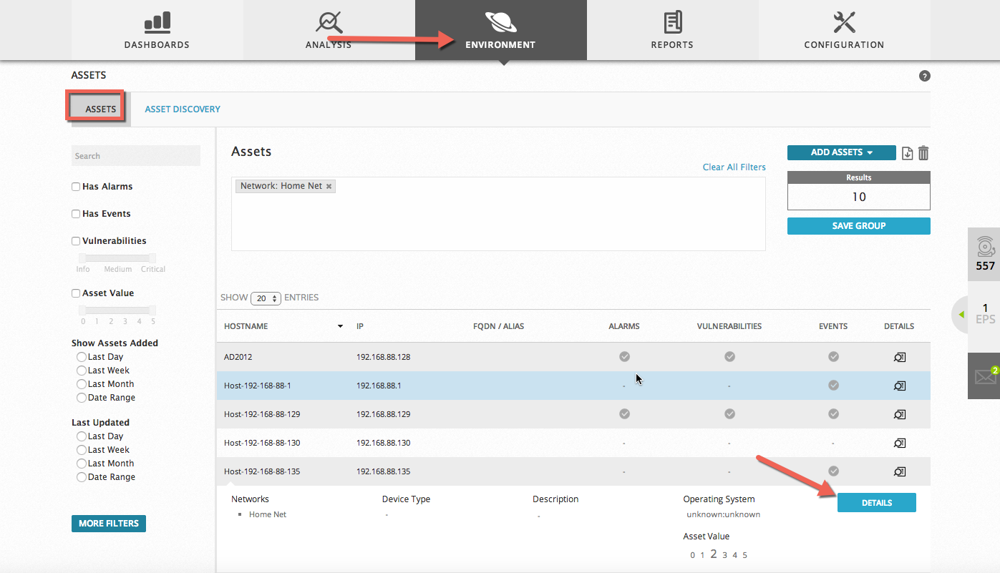 DASHBOARDS
ANALYSIS
ENVIRONMENT
REPORTS
CONFIGURATION
ASSETS
?
ASSETS
ASSET DISCOVERY
Search
Has Alarms
Has Events
Vulnerabilities
Info Medium Critical
Asset Value
0 1 2 3 4 5
Show Assets Added
Last Day
Last Week
Last Month
Date Range
Last Updated
Last Day
Last Week
Last Month
Date Range
MORE FILTERS
Assets
Clear All Filters
Network: Home Net ×
ADD ASSETS
Results
10
SAVE GROUP
SHOW 20 ENTRIES
HOSTNAME IP FQDN / ALIAS ALARMS VULNERABILITIES EVENTS DETAILS
AD2012 192.168.88.128
Host-192-168-88-1 192.168.88.1 - -
Host-192-168-88-129 192.168.88.129
Host-192-168-88-130 192.168.88.130 - - -
Host-192-168-88-135 192.168.88.135 - -
Networks
Home Net
Device Type
-
Description
-
Operating System
unknown:unknown
Asset Value
0 1 2 3 4 5
DETAILS
557
1
EPS
2